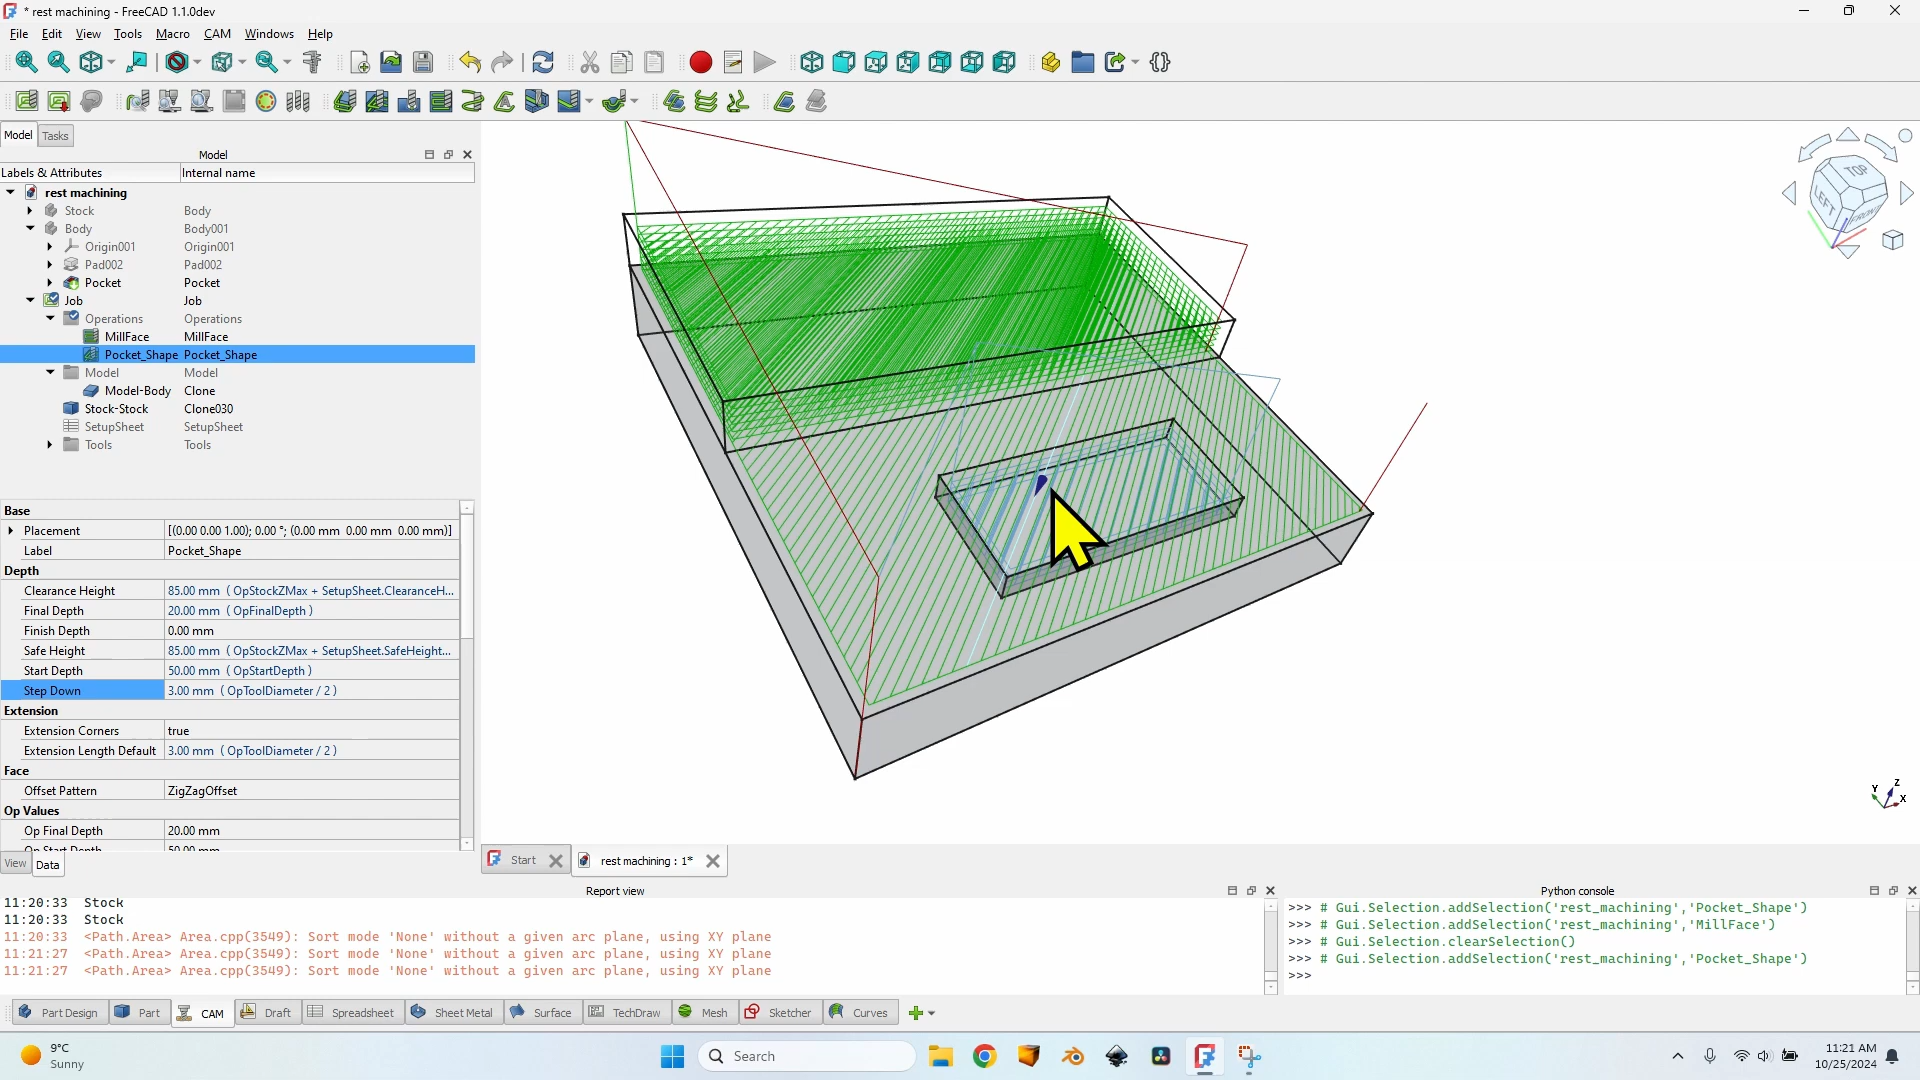 * rest machining - FreeCAD 1.1.0dev
File Edit View Tools Macro CAM Windows Help
Model Tasks
Model
Labels & Attributes Internal name
rest machining
Stock Body
Body Body001
Origin001 Origin001
Pad002 Pad002
Pocket Pocket
Job Job
Operations Operations
MillFace MillFace
Pocket_Shape Pocket_Shape
Model Model
Model-Body Clone
Stock-Stock Clone030
SetupSheet SetupSheet
Tools Tools
TOP
LEFT
FRONT
Base
Placement [(0.00 0.00 1.00); 0.00 °; (0.00 mm 0.00 mm 0.00 mm)]
Label Pocket_Shape
Depth
Clearance Height 85.00 mm ( OpStockZMax + SetupSheet.ClearanceH...
Final Depth 20.00 mm ( OpFinalDepth )
Finish Depth 0.00 mm
Safe Height 85.00 mm ( OpStockZMax + SetupSheet.SafeHeight...
Start Depth 50.00 mm ( OpStartDepth )
Step Down 3.00 mm ( OpToolDiameter / 2 )
Extension
Extension Corners true
Extension Length Default 3.00 mm ( OpToolDiameter / 2 )
Face
Offset Pattern ZigZagOffset
Op Values
Op Final Depth 20.00 mm
Op Start Depth 50.00 mm
View Data
Z
Y
X
Start rest machining : 1*
Report view
11:20:33 Stock
11:20:33 Stock
11:20:33 <Path.Area> Area.cpp(3549): Sort mode 'None' without a given arc plane, using XY plane
11:21:27 <Path.Area> Area.cpp(3549): Sort mode 'None' without a given arc plane, using XY plane
11:21:27 <Path.Area> Area.cpp(3549): Sort mode 'None' without a given arc plane, using XY plane
Python console
>>> # Gui.Selection.addSelection('rest_machining','Pocket_Shape')
>>> # Gui.Selection.addSelection('rest_machining','MillFace')
>>> # Gui.Selection.clearSelection()
>>> # Gui.Selection.addSelection('rest_machining','Pocket_Shape')
>>>
Part Design Part CAM Draft Spreadsheet Sheet Metal Surface TechDraw Mesh Sketcher Curves
9°C
Sunny
Search
11:21 AM
10/25/2024